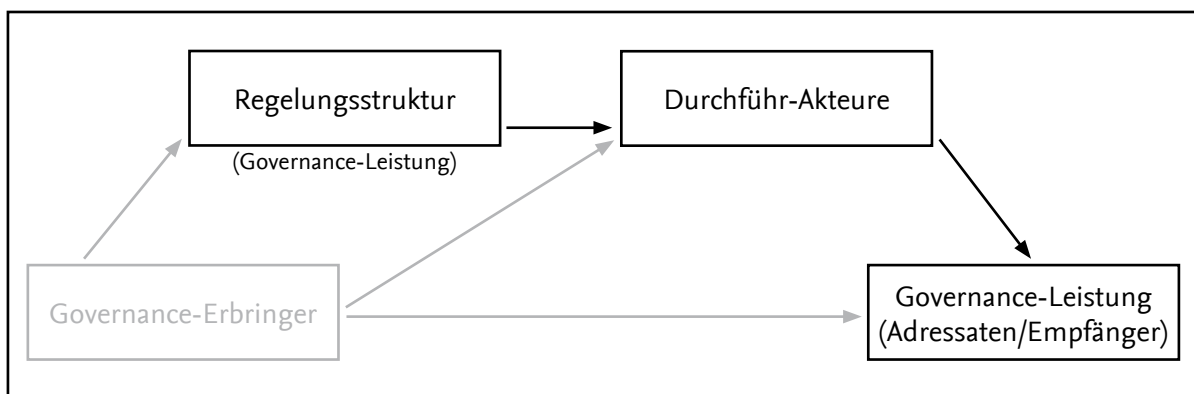 Regelungsstruktur
(Governance-Leistung)
Durchführ-Akteure
Governance-Erbringer
Governance-Leistung
(Adressaten/Empfänger)